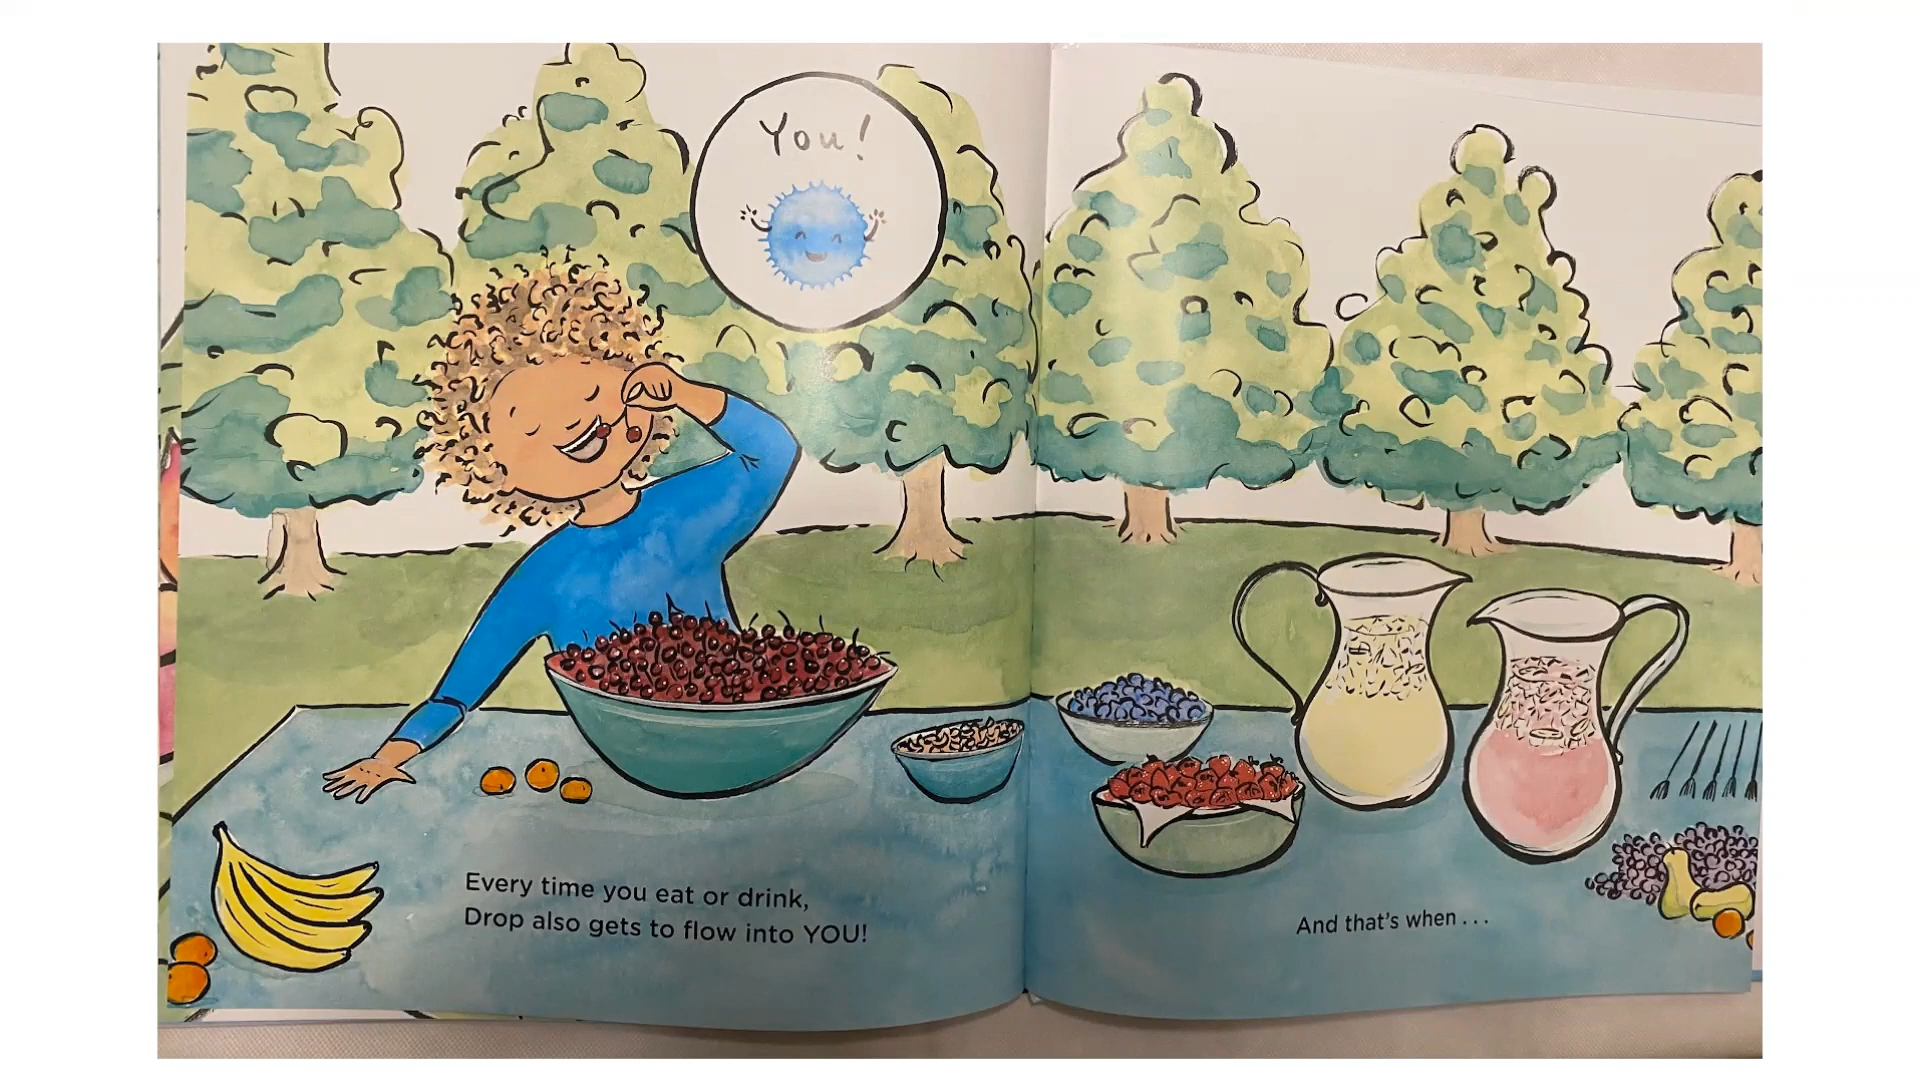 You!
Every time you eat or drink,
Drop also gets to flow into YOU!
And that's when . . .